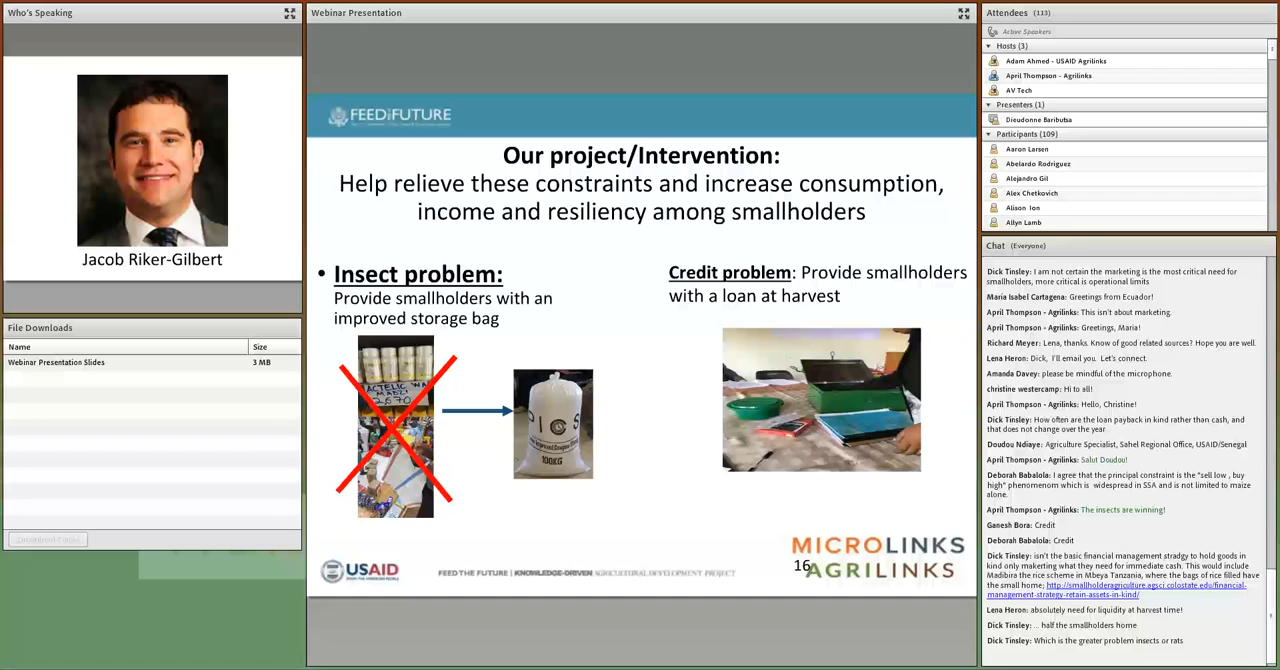 Who's Speaking
Jacob Riker-Gilbert
File Downloads
Name
Size
Webinar Presentation Slides
3 MB
Webinar Presentation
FEED FUTURE
Our project/Intervention:
Help relieve these constraints and increase consumption,
income and resiliency among smallholders
• Insect problem:
Provide smallholders with an
improved storage bag
ACTELIC
2,670
PICS
100KG
Credit problem: Provide smallholders
with a loan at harvest
USAID
FEED THE FUTURE | KNOWLEDGE-DRIVEN AGRICULTURAL DEVELOPMENT PROJECT
MICROLINKS
16
AGRILINKS
Attendees (113)
Active Speakers
Hosts (3)
Adam Ahmed - USAID Agrilinks
April Thompson - Agrilinks
AV Tech
Presenters (1)
Dieudonne Baributsa
Participants (109)
Aaron Larsen
Abelardo Rodriguez
Alejandro Gil
Alex Chetkovich
Alison Ion
Allyn Lamb
Chat (Everyone)
Dick Tinsley: I am not certain the marketing is the most critical need for
smallholders, more critical is operational limits
Maria Isabel Cartagena: Greetings from Ecuador!
April Thompson - Agrilinks: This isn't about marketing.
April Thompson - Agrilinks: Greetings, Maria!
Richard Meyer: Lena, thanks. Know of good related sources? Hope you are well.
Lena Heron: Dick, I'll email you. Let's connect.
Amanda Davey: please be mindful of the microphone.
christine westercamp: Hi to all!
April Thompson - Agrilinks: Hello, Christine!
Dick Tinsley: How often are the loan payback in kind rather than cash, and
that does not change over the year
Doudou Ndiaye: Agriculture Specialist, Sahel Regional Office, USAID/Senegal
April Thompson - Agrilinks: Salut Doudou!
Deborah Babalola: I agree that the principal constraint is the "sell low , buy
high" phenomenom which is widespread in SSA and is not limited to maize
alone.
April Thompson - Agrilinks: The insects are winning!
Ganesh Bora: Credit
Deborah Babalola: Credit
Dick Tinsley: isn't the basic financial management stradgy to hold goods in
kind only makerting what they need for immediate cash. This would include
Madibira the rice scheme in Mbeya Tanzania, where the bags of rice filled have
the small home; http://smallholderagriculture.agsci.colostate.edu/financial-
management-strategy-retain-assets-in-kind/
Lena Heron: absolutely need for liquidity at harvest time!
Dick Tinsley: ... half the smallholders home
Dick Tinsley: Which is the greater problem insects or rats